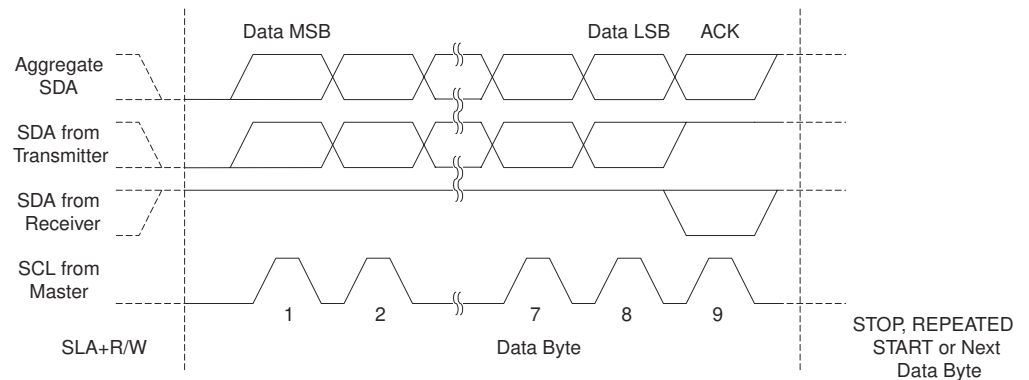 Data MSB
Data LSB
ACK
Aggregate
SDA
SDA from
Transmitter
SDA from
Receiver
SCL from
Master
1
2
7
8
9
SLA+R/W
Data Byte
STOP, REPEATED
START or Next
Data Byte